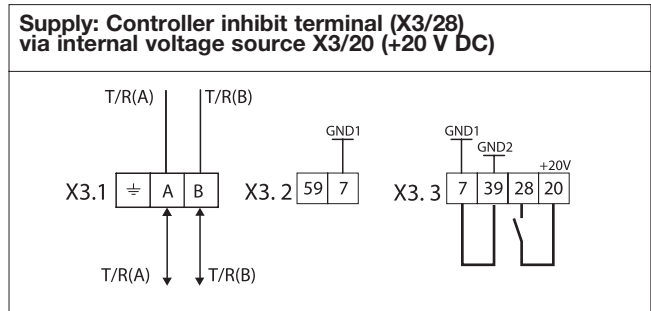 Supply: Controller inhibit terminal (X3/28)
via internal voltage source X3/20 (+20 V DC)
T/R(A) T/R(B)
GND1
GND1
GND2
+20V
X3.1 A B
X3. 2 59 7
X3. 3 7 39 28 20
T/R(A) T/R(B)